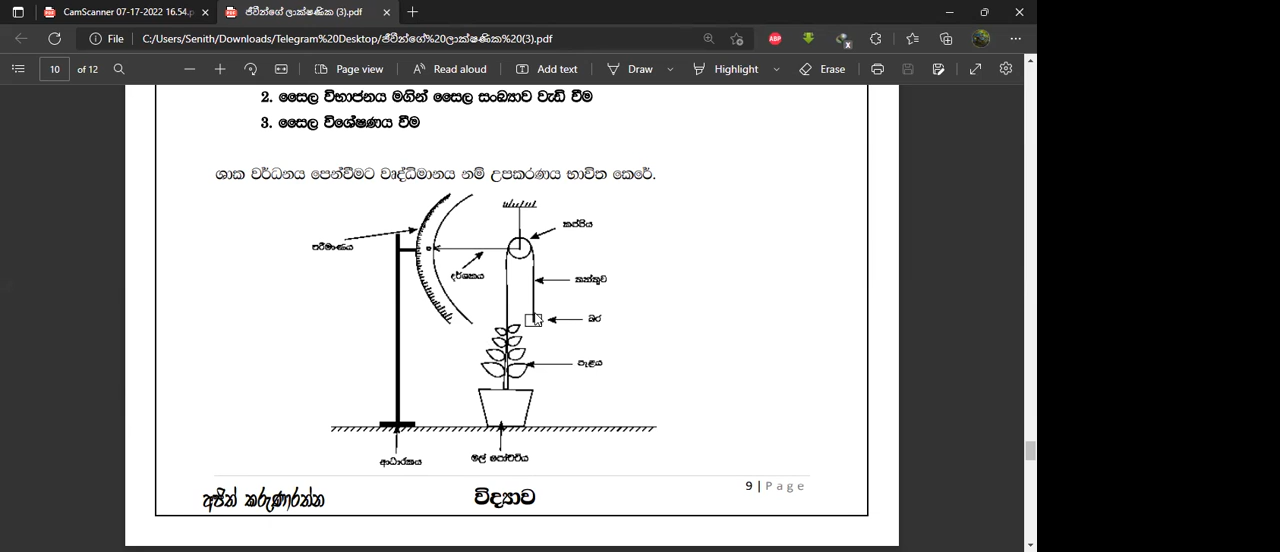 CamScanner 07-17-2022 16.54.p
ජීවීන්ගේ ලාක්ෂණික (3).pdf
File
C:/Users/Senith/Downloads/Telegram%20Desktop/ජීවීන්ගේ%20ලාක්ෂණික%20(3).pdf
ABP
10 of 12
Page view
Read aloud
Add text
Draw
Highlight
Erase
2. සෛල විභාජනය මගින් සෛල සංඛ්‍යාව වැඩි වීම
3. සෛල විශේෂණය වීම
ශාක වර්ධනය පෙන්වීමට වෘද්ධිමානය නම් උපකරණය භාවිත කෙරේ.
කප්පිය
පරිමාණය
දර්ශකය
තන්තුව
බර
පැළය
ආධාරකය
මල් පෝච්චිය
9 | Page
අජිත් කරුණාරත්න
විද්‍යාව